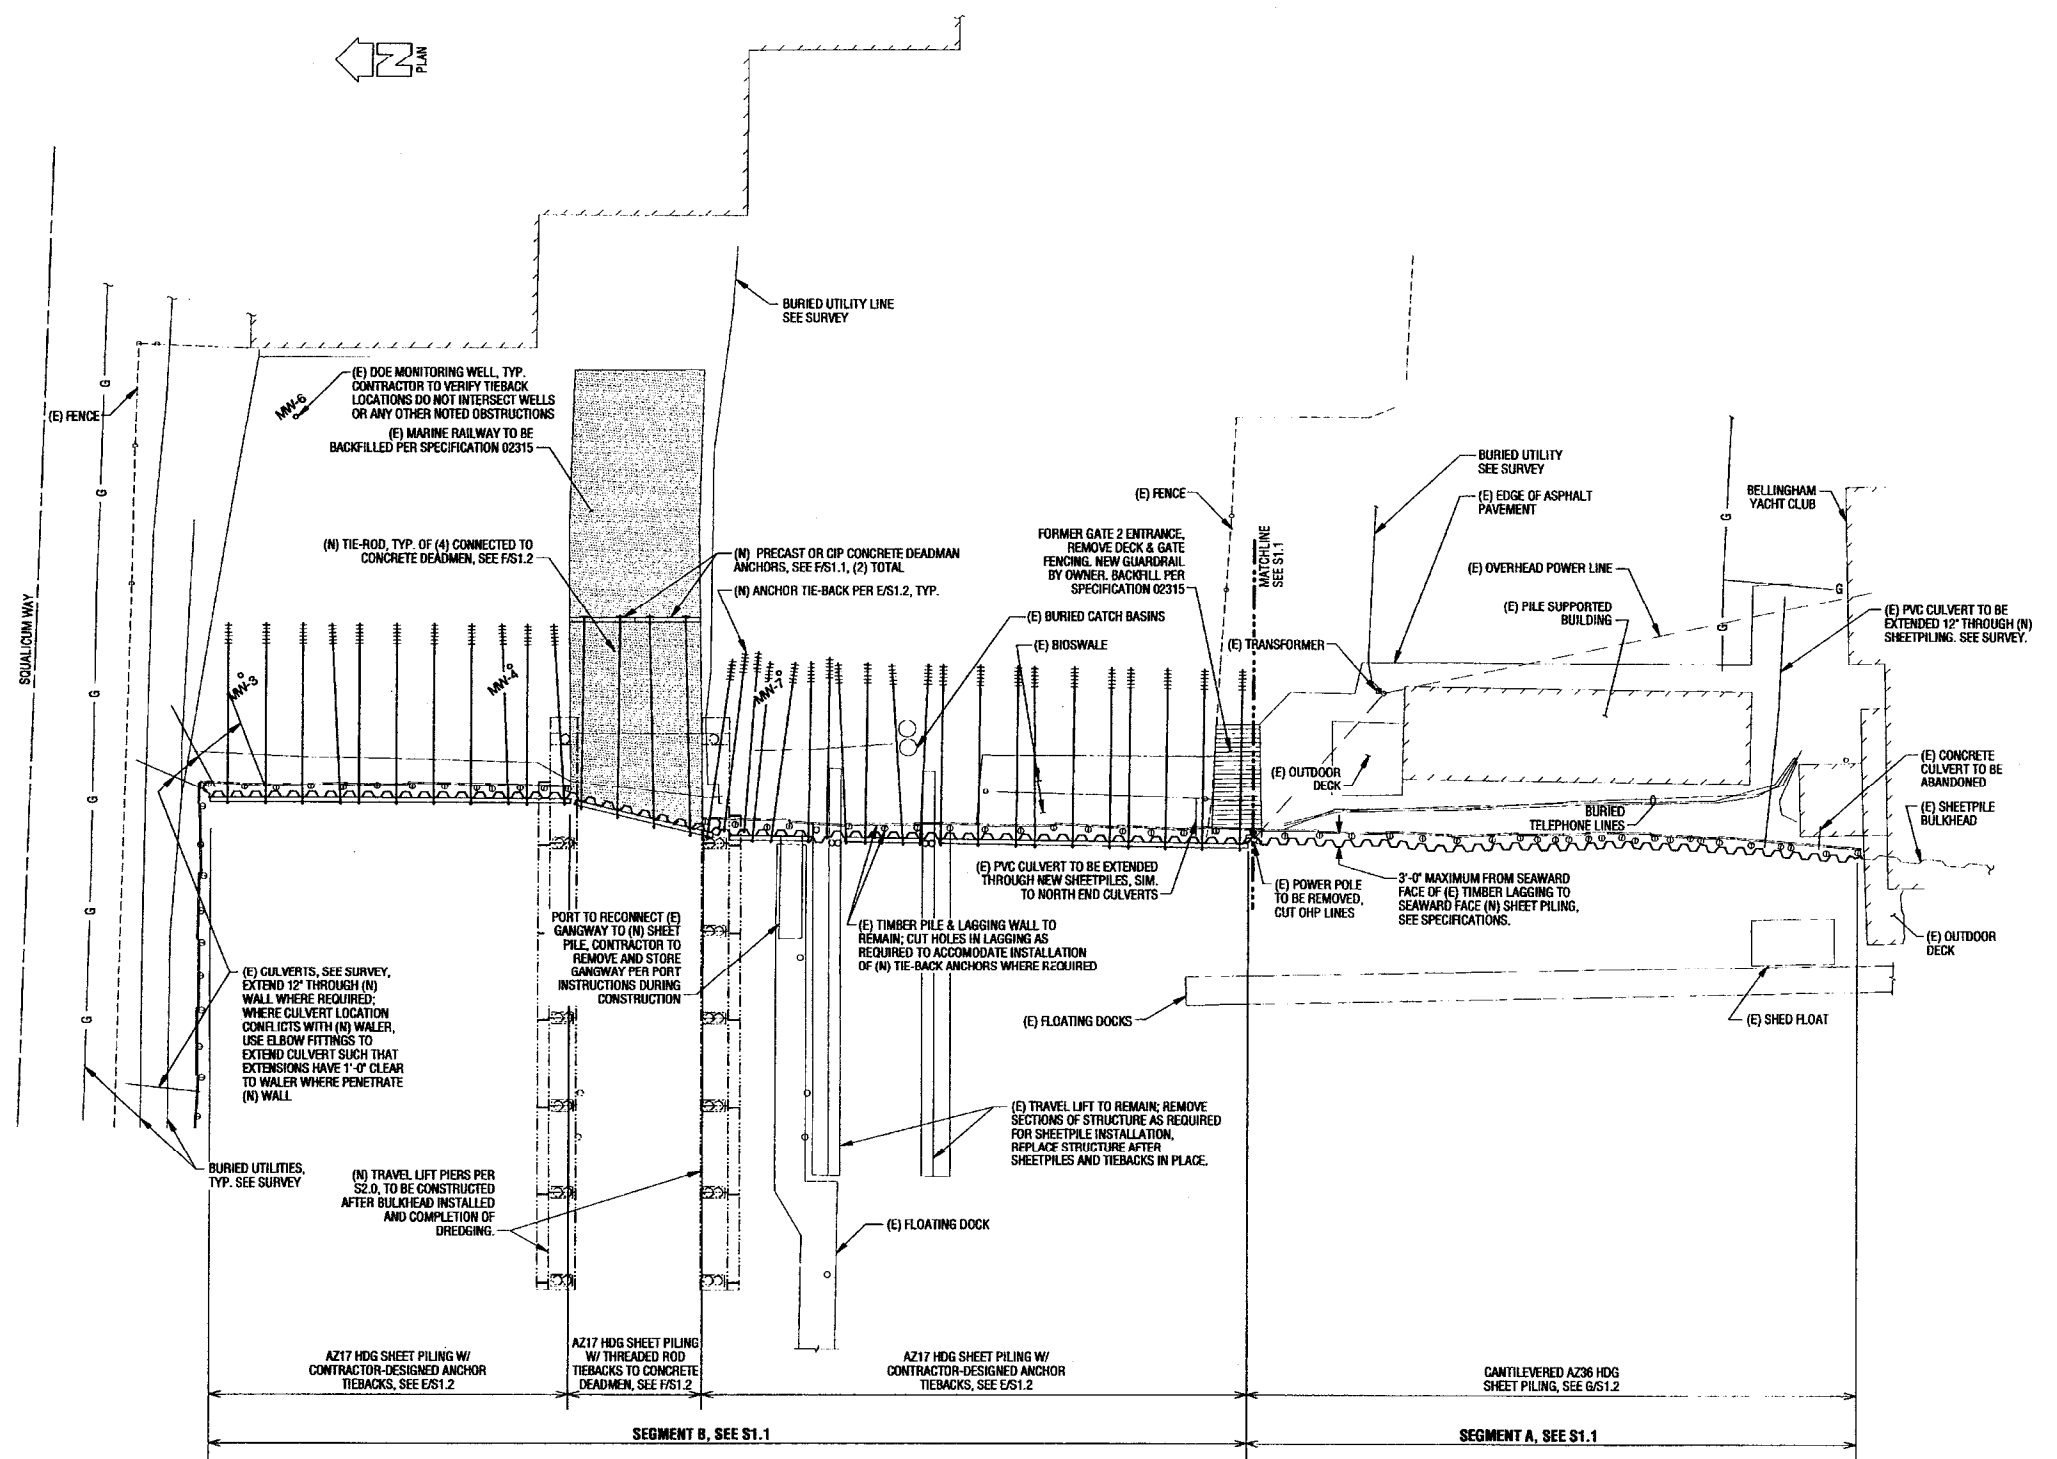 N
PLAN
SQUALICUM WAY
BURIED UTILITY LINE
SEE SURVEY
(E) FENCE
MW-6
(E) DOE MONITORING WELL, TYP.
CONTRACTOR TO VERIFY TIEBACK
LOCATIONS DO NOT INTERSECT WELLS
OR ANY OTHER NOTED OBSTRUCTIONS
(E) MARINE RAILWAY TO BE
BACKFILLED PER SPECIFICATION 02315
(N) TIE-ROD, TYP. OF (4) CONNECTED TO
CONCRETE DEADMEN, SEE F/S1.2
(N) PRECAST OR CIP CONCRETE DEADMAN
ANCHORS, SEE F/S1.1, (2) TOTAL
(N) ANCHOR TIE-BACK PER E/S1.2, TYP.
(E) BURIED CATCH BASINS
(E) BIOSWALE
(E) FENCE
FORMER GATE 2 ENTRANCE,
REMOVE DECK & GATE
FENCING. NEW GUARDRAIL
BY OWNER. BACKFILL PER
SPECIFICATION 02315
MATCHLINE
SEE S1.1
BURIED UTILITY
SEE SURVEY
(E) EDGE OF ASPHALT
PAVEMENT
BELLINGHAM
YACHT CLUB
(E) OVERHEAD POWER LINE
(E) PILE SUPPORTED
BUILDING
(E) TRANSFORMER
(E) PVC CULVERT TO BE
EXTENDED 12" THROUGH (N)
SHEETPILING. SEE SURVEY.
G
G
G
G
G
G
G
G
G
G
MW-3
MW-4
MW-7
(E) OUTDOOR
DECK
(E) CONCRETE
CULVERT TO BE
ABANDONED
(E) SHEETPILE
BULKHEAD
BURIED
TELEPHONE LINES
(E) PVC CULVERT TO BE EXTENDED
THROUGH NEW SHEETPILES, SIM.
TO NORTH END CULVERTS
(E) POWER POLE
TO BE REMOVED,
CUT OHP LINES
3'-0" MAXIMUM FROM SEAWARD
FACE OF (E) TIMBER LAGGING TO
SEAWARD FACE (N) SHEET PILING,
SEE SPECIFICATIONS.
(E) OUTDOOR
DECK
PORT TO RECONNECT (E)
GANGWAY TO (N) SHEET
PILE, CONTRACTOR TO
REMOVE AND STORE
GANGWAY PER PORT
INSTRUCTIONS DURING
CONSTRUCTION
(E) TIMBER PILE & LAGGING WALL TO
REMAIN; CUT HOLES IN LAGGING AS
REQUIRED TO ACCOMODATE INSTALLATION
OF (N) TIE-BACK ANCHORS WHERE REQUIRED
(E) CULVERTS, SEE SURVEY,
EXTEND 12" THROUGH (N)
WALL WHERE REQUIRED;
WHERE CULVERT LOCATION
CONFLICTS WITH (N) WALER,
USE ELBOW FITTINGS TO
EXTEND CULVERT SUCH THAT
EXTENSIONS HAVE 1'-0" CLEAR
TO WALER WHERE PENETRATE
(N) WALL
(E) FLOATING DOCKS
(E) SHED FLOAT
(E) TRAVEL LIFT TO REMAIN; REMOVE
SECTIONS OF STRUCTURE AS REQUIRED
FOR SHEETPILE INSTALLATION,
REPLACE STRUCTURE AFTER
SHEETPILES AND TIEBACKS IN PLACE.
BURIED UTILITIES,
TYP. SEE SURVEY
(N) TRAVEL LIFT PIERS PER
S2.0, TO BE CONSTRUCTED
AFTER BULKHEAD INSTALLED
AND COMPLETION OF
DREDGING.
(E) FLOATING DOCK
AZ17 HDG SHEET PILING W/
CONTRACTOR-DESIGNED ANCHOR
TIEBACKS, SEE E/S1.2
AZ17 HDG SHEET PILING
W/ THREADED ROD
TIEBACKS TO CONCRETE
DEADMEN, SEE F/S1.2
AZ17 HDG SHEET PILING W/
CONTRACTOR-DESIGNED ANCHOR
TIEBACKS, SEE E/S1.2
CANTILEVERED AZ36 HDG
SHEET PILING, SEE G/S1.2
SEGMENT B, SEE S1.1
SEGMENT A, SEE S1.1